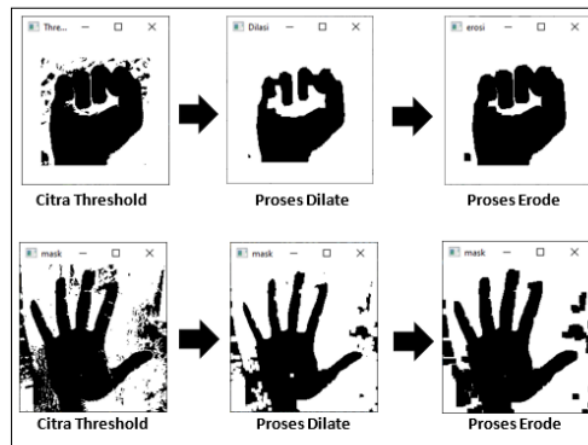 Thre...
Dilasi
erosi
Citra Threshold
Proses Dilate
Proses Erode
mask
mask
mask
Citra Threshold
Proses Dilate
Proses Erode